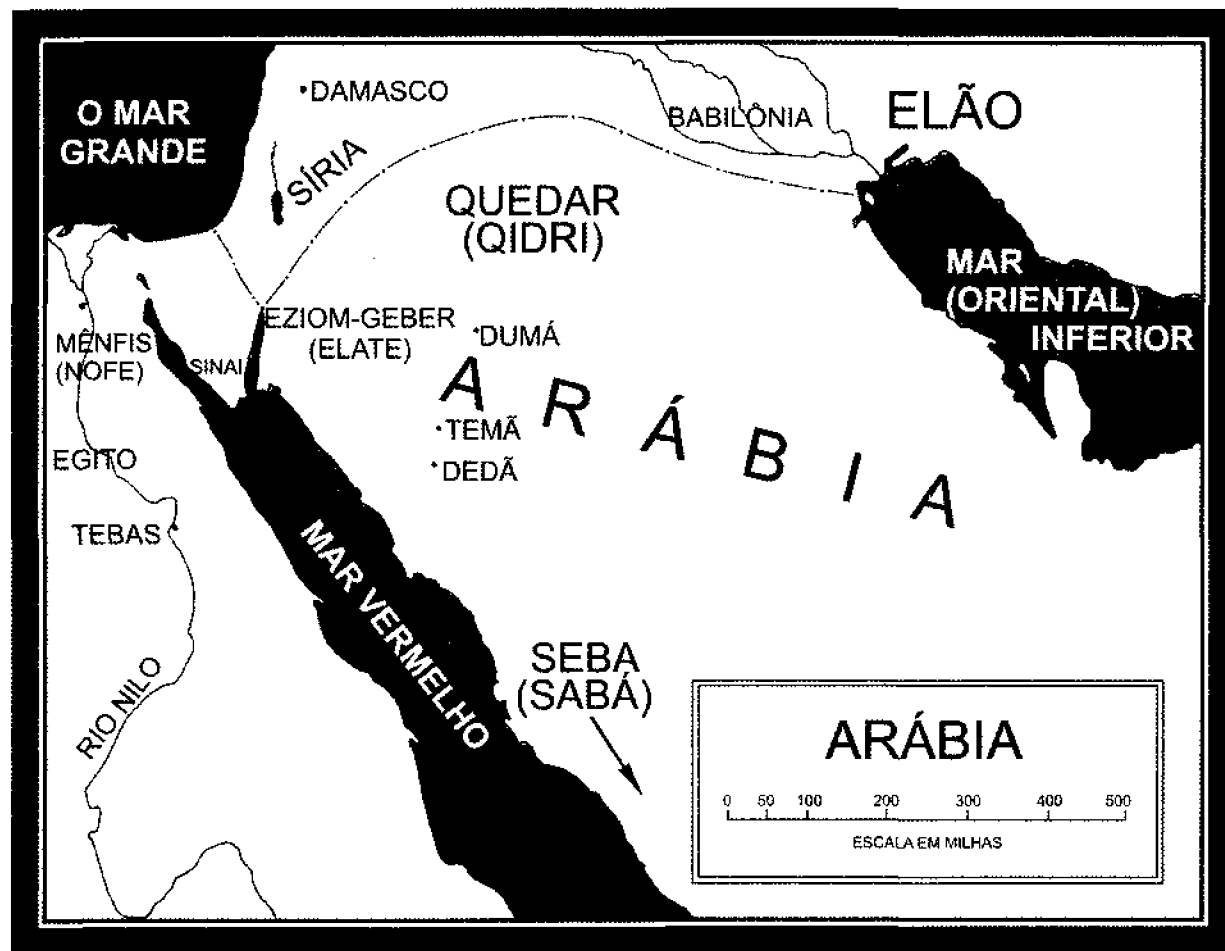 O MAR
GRANDE
DAMASCO
SÍRIA
BABILÔNIA
ELÃO
QUEDAR
(QIDRI)
MAR
(ORIENTAL)
INFERIOR
EZIOM-GEBER
(ELATE)
DUMÁ
MÊNFIS
(NOFE)
SINAI
ARÁBIA
TEMÃ
DEDÃ
EGITO
TEBAS
MAR VERMELHO
RIO NILO
SEBA
(SABÁ)
ARÁBIA
0 50 100 200 300 400 500
ESCALA EM MILHAS